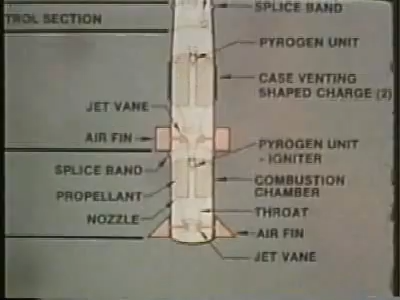 SPLICE BAND
TROL SECTION
PYROGEN UNIT
CASE VENTING
SHAPED CHARGE (2)
JET VANE
AIR FIN
PYROGEN UNIT
- IGNITER
SPLICE BAND
COMBUSTION
CHAMBER
PROPELLANT
THROAT
NOZZLE
AIR FIN
JET VANE